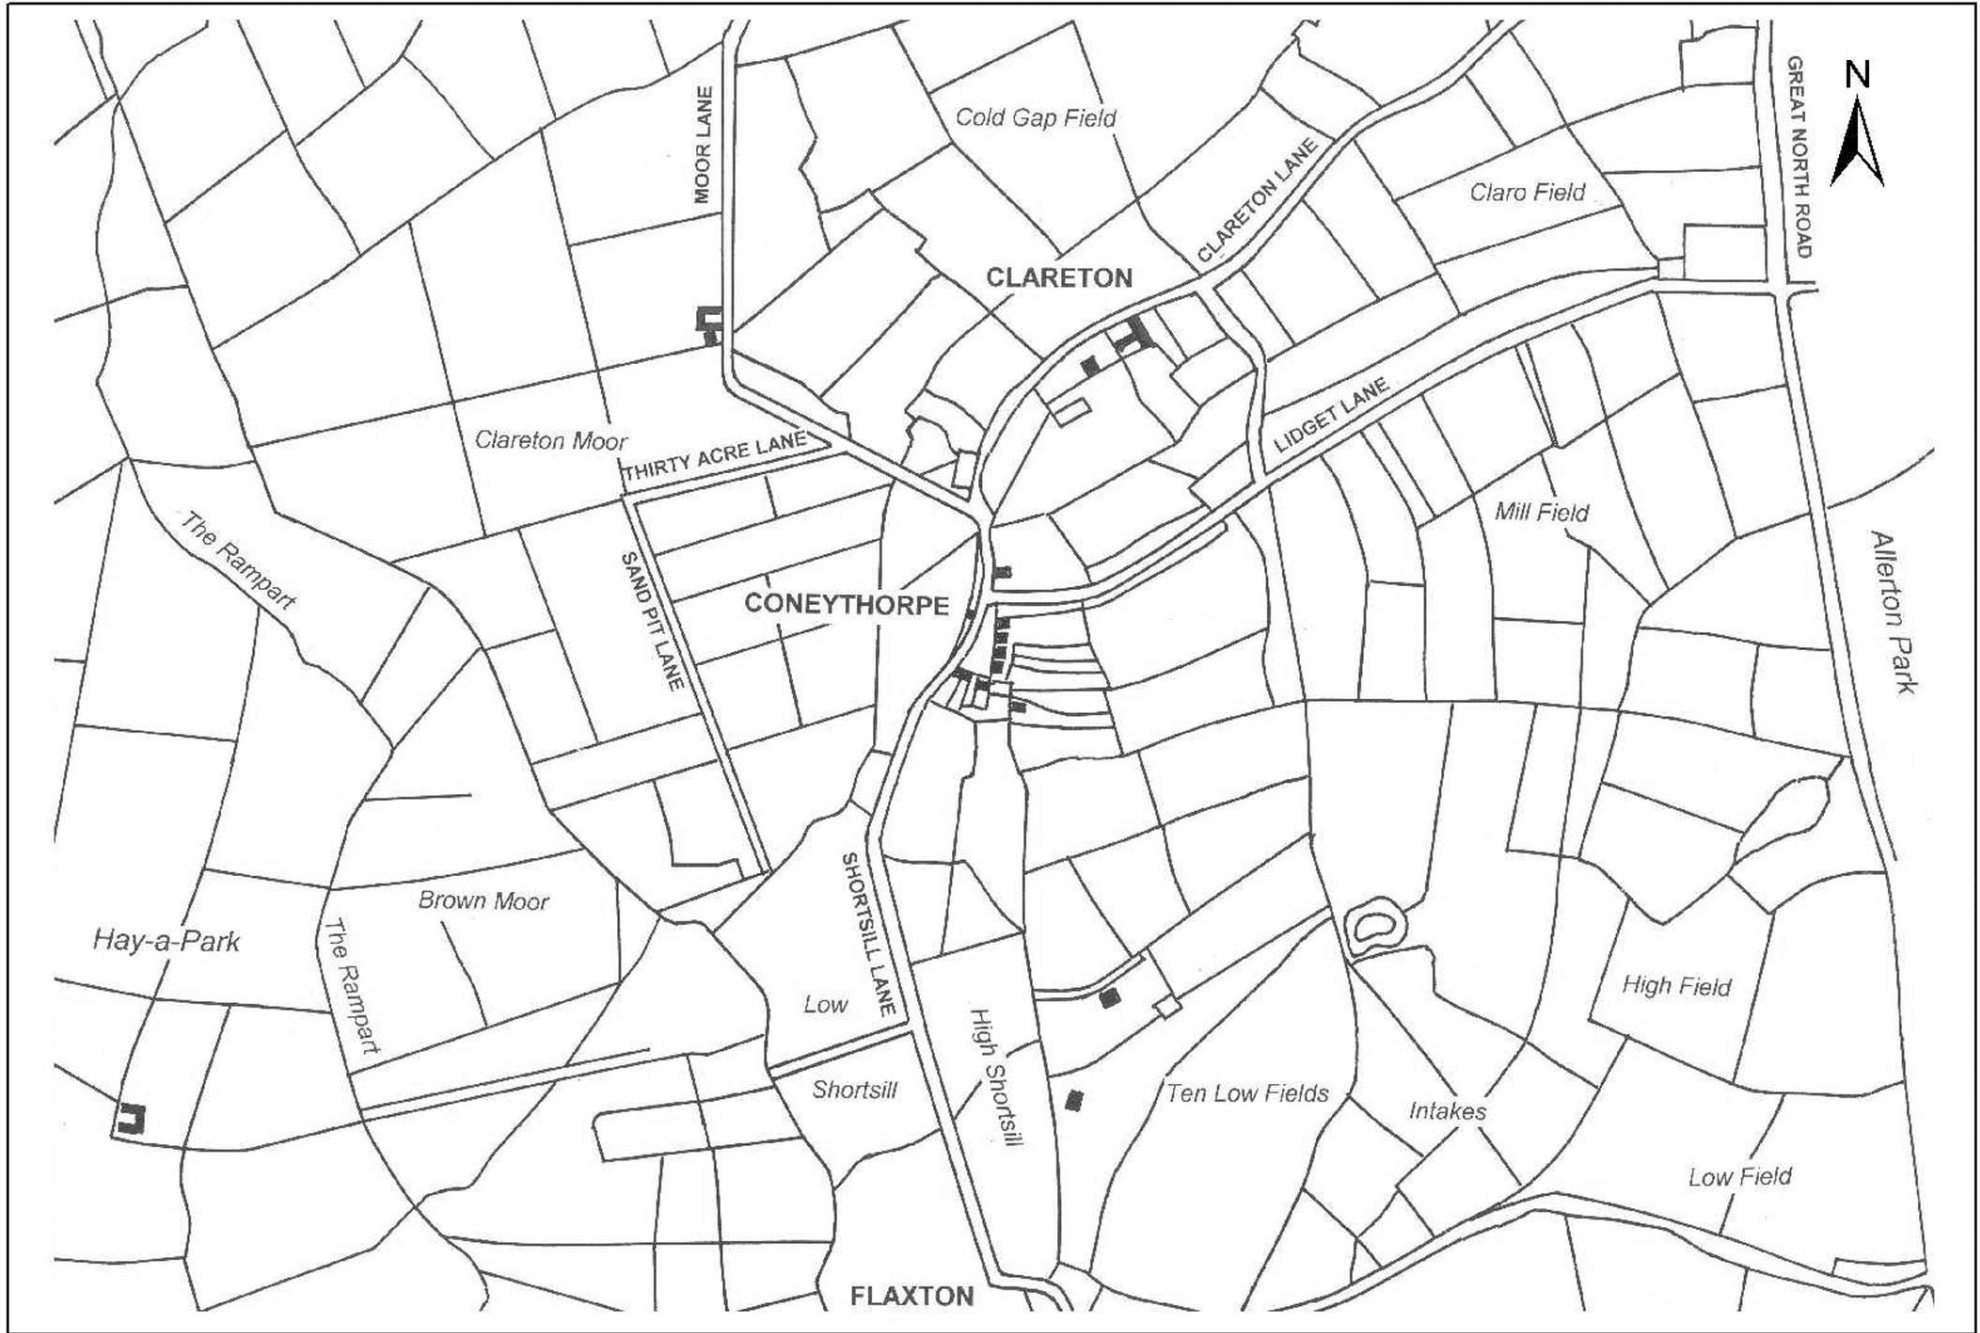 N
GREAT NORTH ROAD
MOOR LANE
Cold Gap Field
CLARETON LANE
Claro Field
CLARETON
LIDGET LANE
Clareton Moor
THIRTY ACRE LANE
The Rampart
SAND PIT LANE
Mill Field
Allerton Park
CONEYTHORPE
SHORTSILL LANE
Brown Moor
Hay-a-Park
The Rampart
Low
High Shortsill
High Field
Shortsill
Ten Low Fields
Intakes
Low Field
FLAXTON